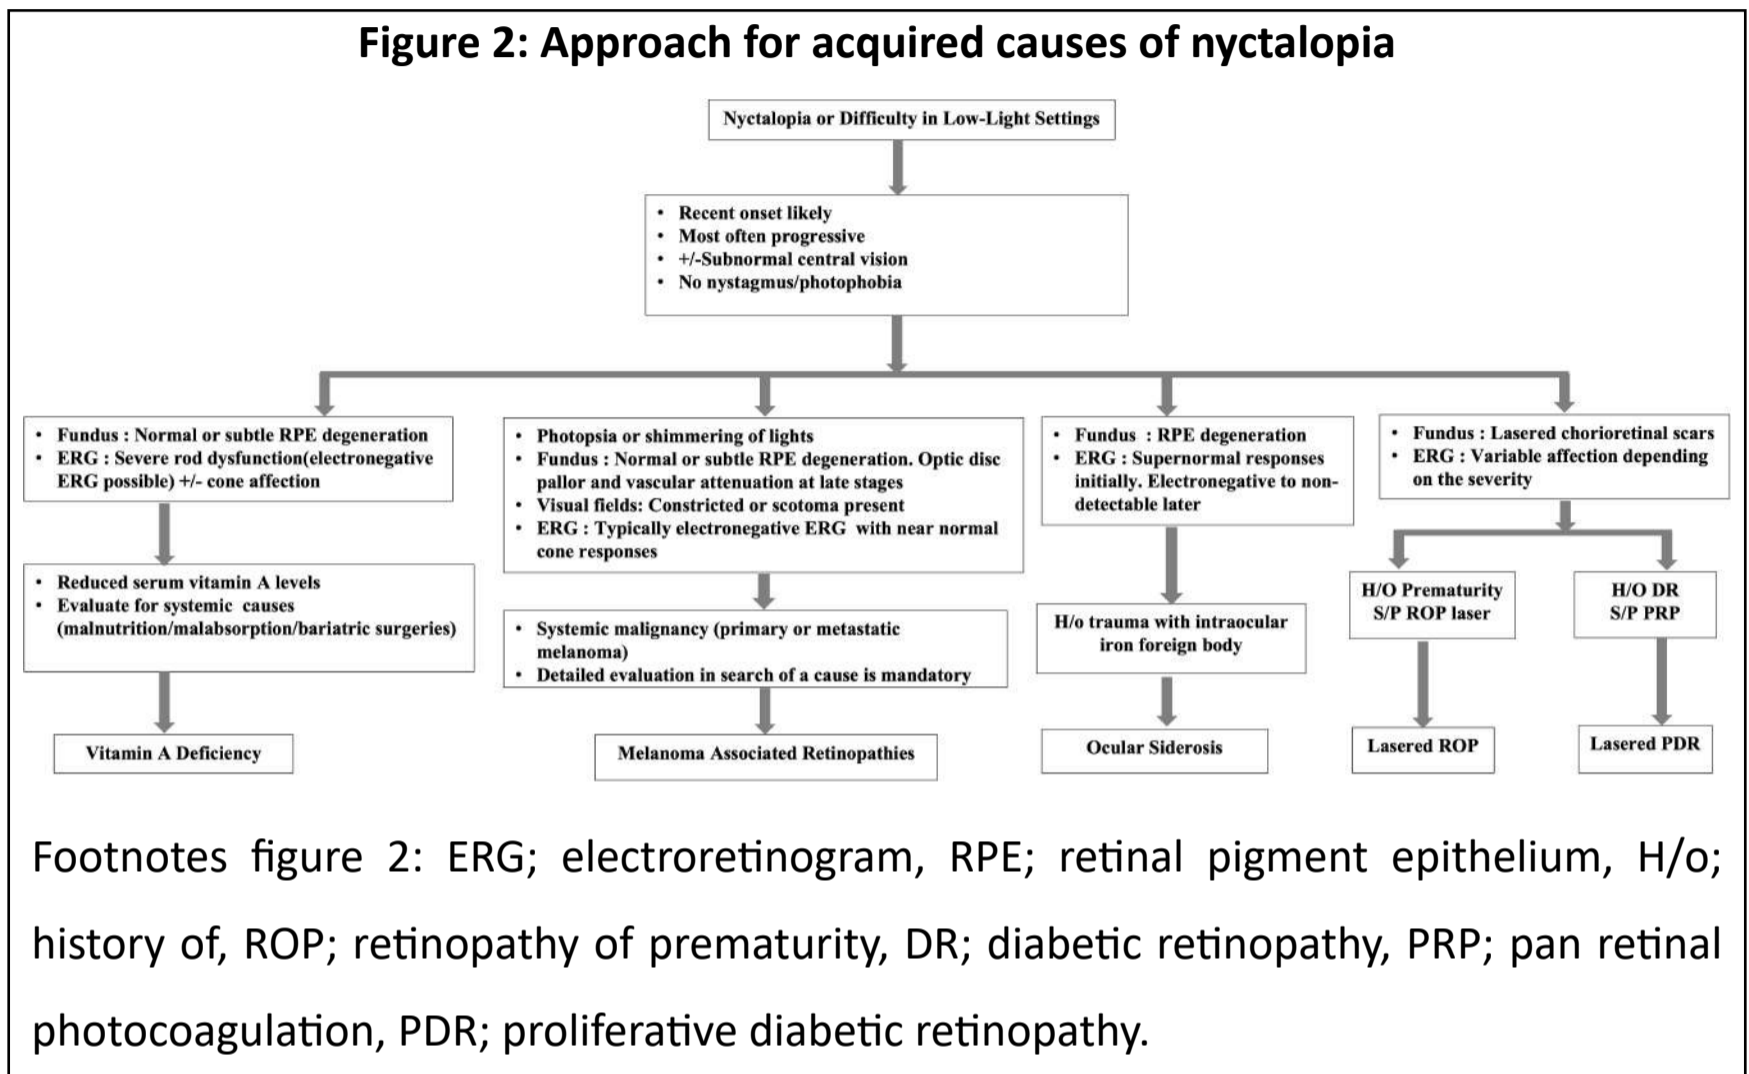 Figure 2: Approach for acquired causes of nyctalopia
Nyctalopia or Difficulty in Low-Light Settings
• Recent onset likely
• Most often progressive
• +/-Subnormal central vision
• No nystagmus/photophobia
• Fundus : Normal or subtle RPE degeneration
• ERG : Severe rod dysfunction(electronegative
ERG possible) +/- cone affection
• Reduced serum vitamin A levels
• Evaluate for systemic causes
(malnutrition/malabsorption/bariatric surgeries)
Vitamin A Deficiency
• Photopsia or shimmering of lights
• Fundus : Normal or subtle RPE degeneration. Optic disc
pallor and vascular attenuation at late stages
• Visual fields: Constricted or scotoma present
• ERG : Typically electronegative ERG with near normal
cone responses
• Systemic malignancy (primary or metastatic
melanoma)
• Detailed evaluation in search of a cause is mandatory
Melanoma Associated Retinopathies
• Fundus : RPE degeneration
• ERG : Supernormal responses
initially. Electronegative to non-
detectable later
H/o trauma with intraocular
iron foreign body
Ocular Siderosis
• Fundus : Lasered chorioretinal scars
• ERG : Variable affection depending
on the severity
H/O Prematurity
S/P ROP laser
Lasered ROP
H/O DR
S/P PRP
Lasered PDR
Footnotes figure 2: ERG; electroretinogram, RPE; retinal pigment epithelium, H/o;
history of, ROP; retinopathy of prematurity, DR; diabetic retinopathy, PRP; pan retinal
photocoagulation, PDR; proliferative diabetic retinopathy.